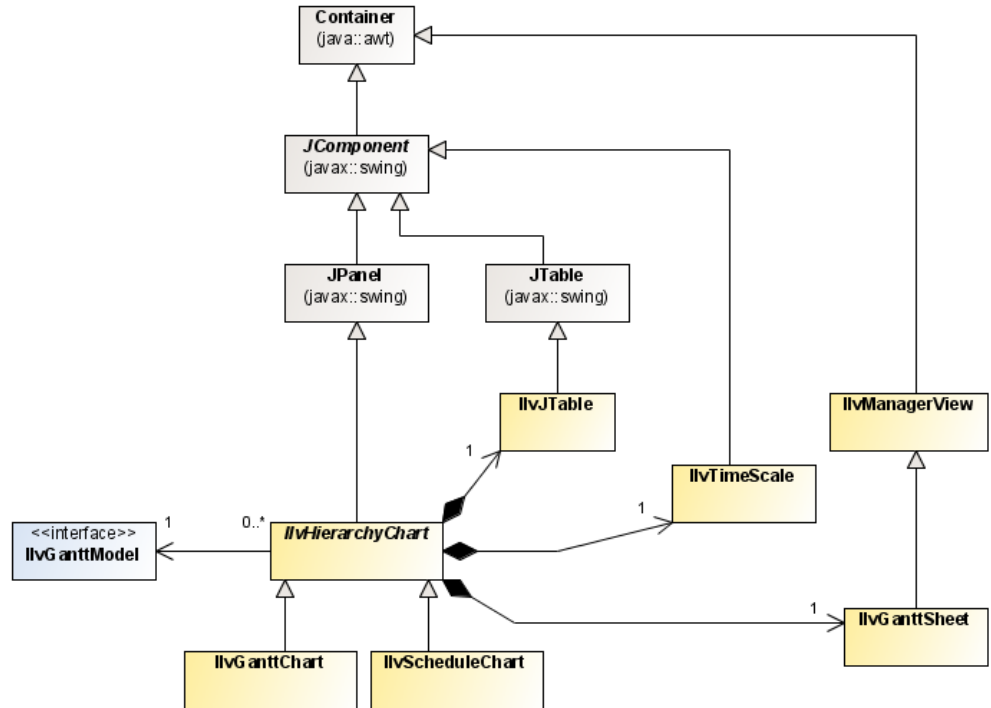 Container
(java::awt)
JComponent
(javax::swing)
JPanel
(javax::swing)
JTable
(javax::swing)
IlvJTable
IlvManagerView
1
IlvTimeScale
1
<<interface>>
IlvGanttModel
1
0..*
IlvHierarchyChart
1
IlvGanttSheet
IlvGanttChart
IlvScheduleChart